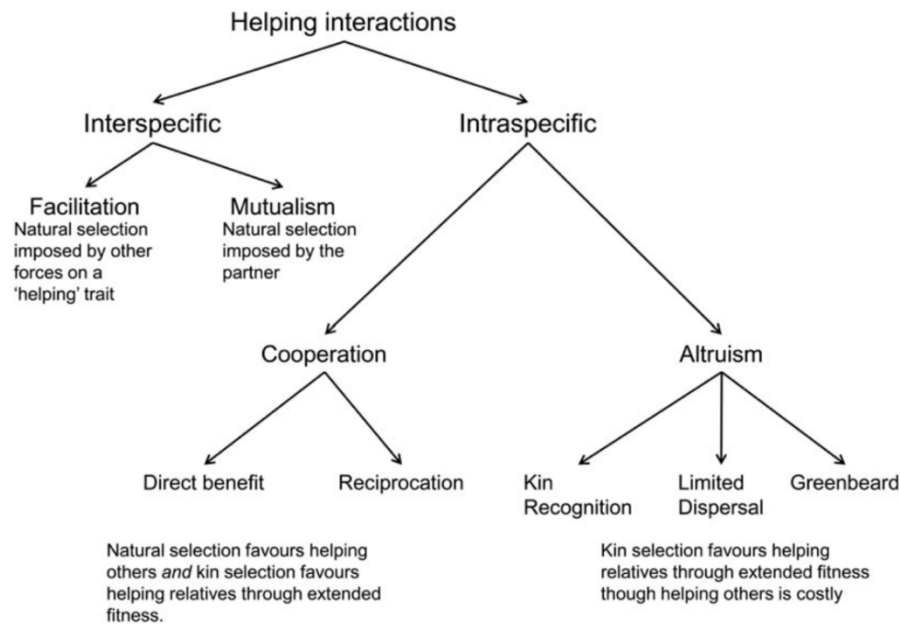 Helping interactions
Interspecific
Intraspecific
Facilitation
Natural selection
imposed by other
forces on a
‘helping’ trait
Mutualism
Natural selection
imposed by the
partner
Cooperation
Altruism
Direct benefit
Reciprocation
Kin
Recognition
Limited
Dispersal
Greenbeard
Natural selection favours helping
others and kin selection favours
helping relatives through extended
fitness.
Kin selection favours helping
relatives through extended fitness
though helping others is costly